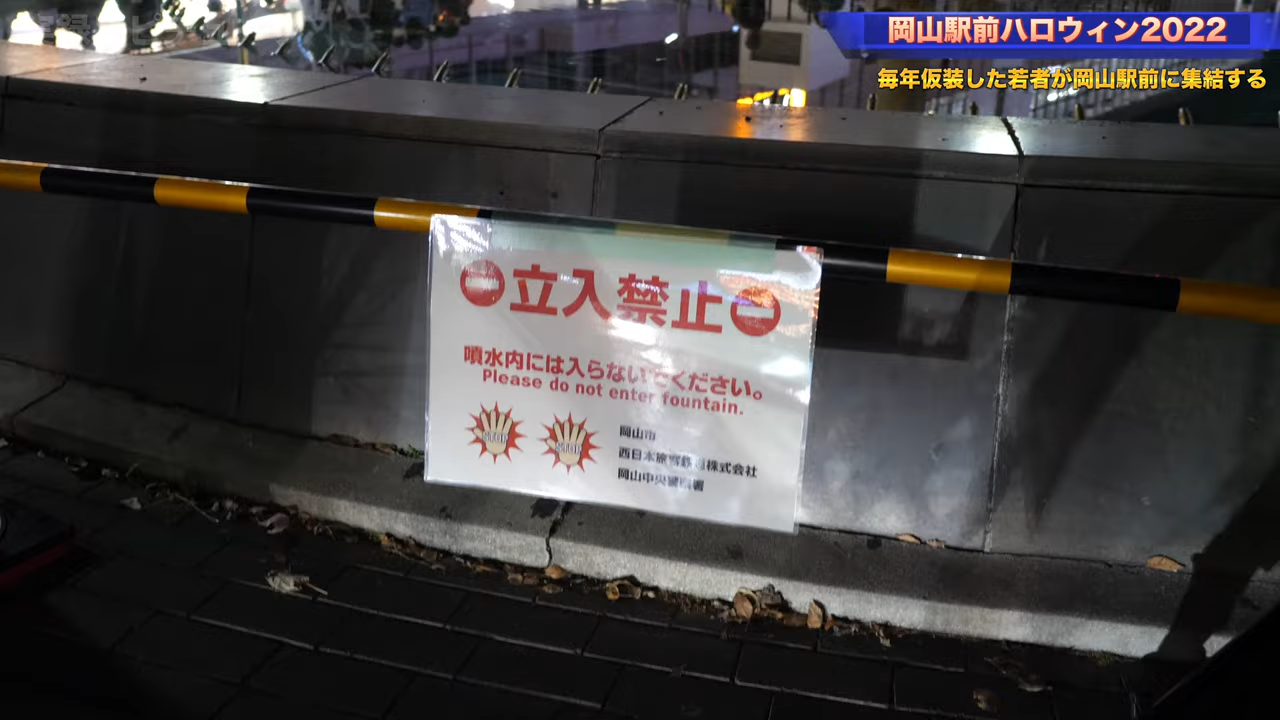 岡山駅前ハロウィン2022
毎年仮装した若者が岡山駅前に集結する
立入禁止
噴水内には入らないでください。
Please do not enter fountain.
STOP STOP
岡山市
西日本旅客鉄道株式会社
岡山中央警察署